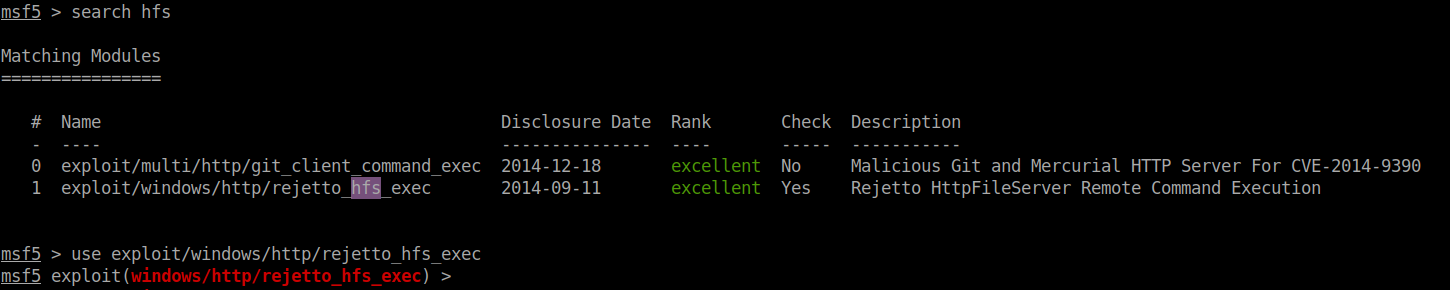 msf5 > search hfs
Matching Modules
================
# Name Disclosure Date Rank Check Description
- ---- --------------- ---- ----- -----------
0 exploit/multi/http/git_client_command_exec 2014-12-18 excellent No Malicious Git and Mercurial HTTP Server For CVE-2014-9390
1 exploit/windows/http/rejetto_hfs_exec 2014-09-11 excellent Yes Rejetto HttpFileServer Remote Command Execution
msf5 > use exploit/windows/http/rejetto_hfs_exec
msf5 exploit(windows/http/rejetto_hfs_exec) >